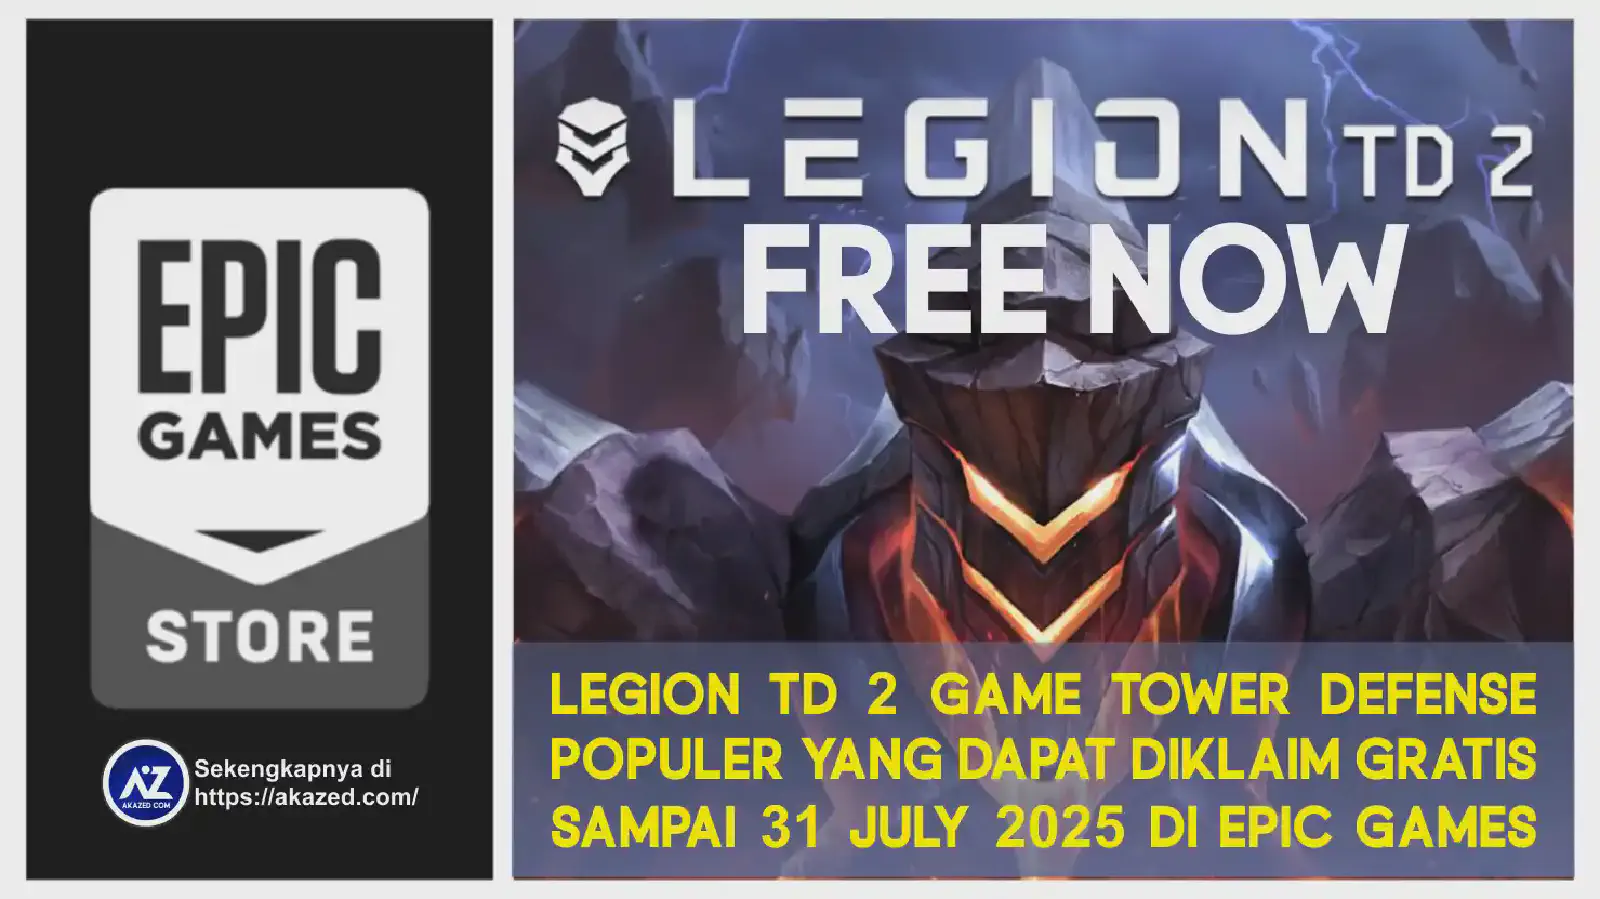 EPIC
GAMES
STORE
AZ
AKAZED COM
Sekengkapnya di
https://akazed.com/
LEGION TD 2
FREE NOW
LEGION TD 2 GAME TOWER DEFENSE
POPULER YANG DAPAT DIKLAIM GRATIS
SAMPAI 31 JULY 2025 DI EPIC GAMES